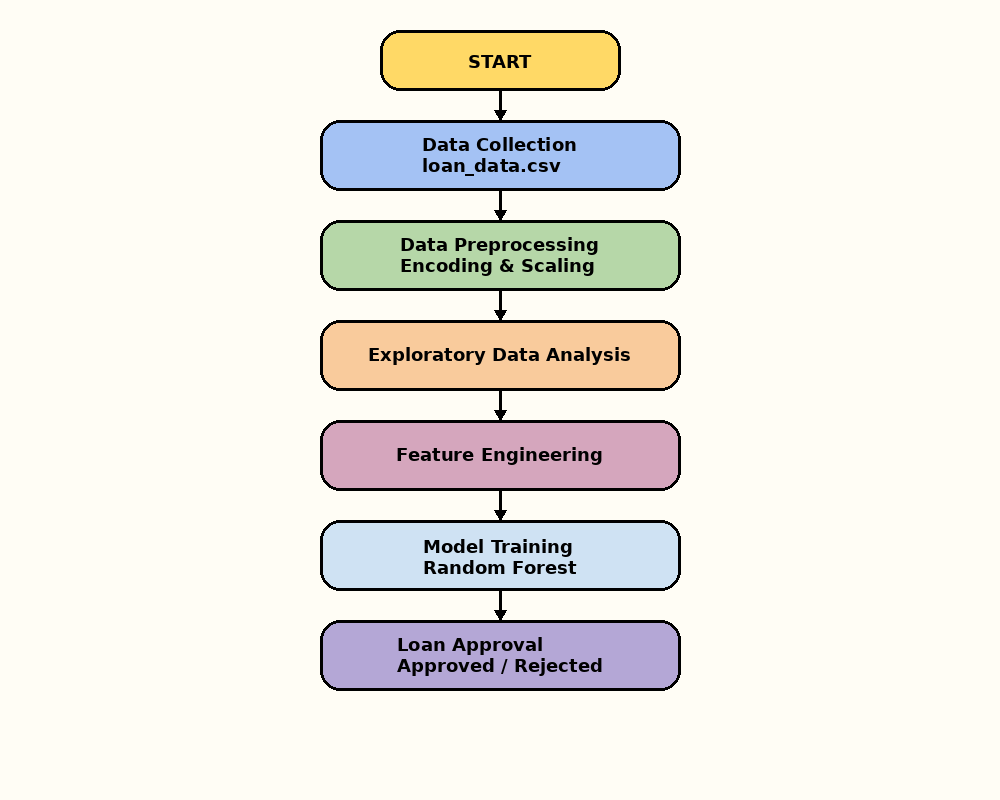 START
Data Collection
loan_data.csv
Data Preprocessing
Encoding & Scaling
Exploratory Data Analysis
Feature Engineering
Model Training
Random Forest
Loan Approval
Approved / Rejected